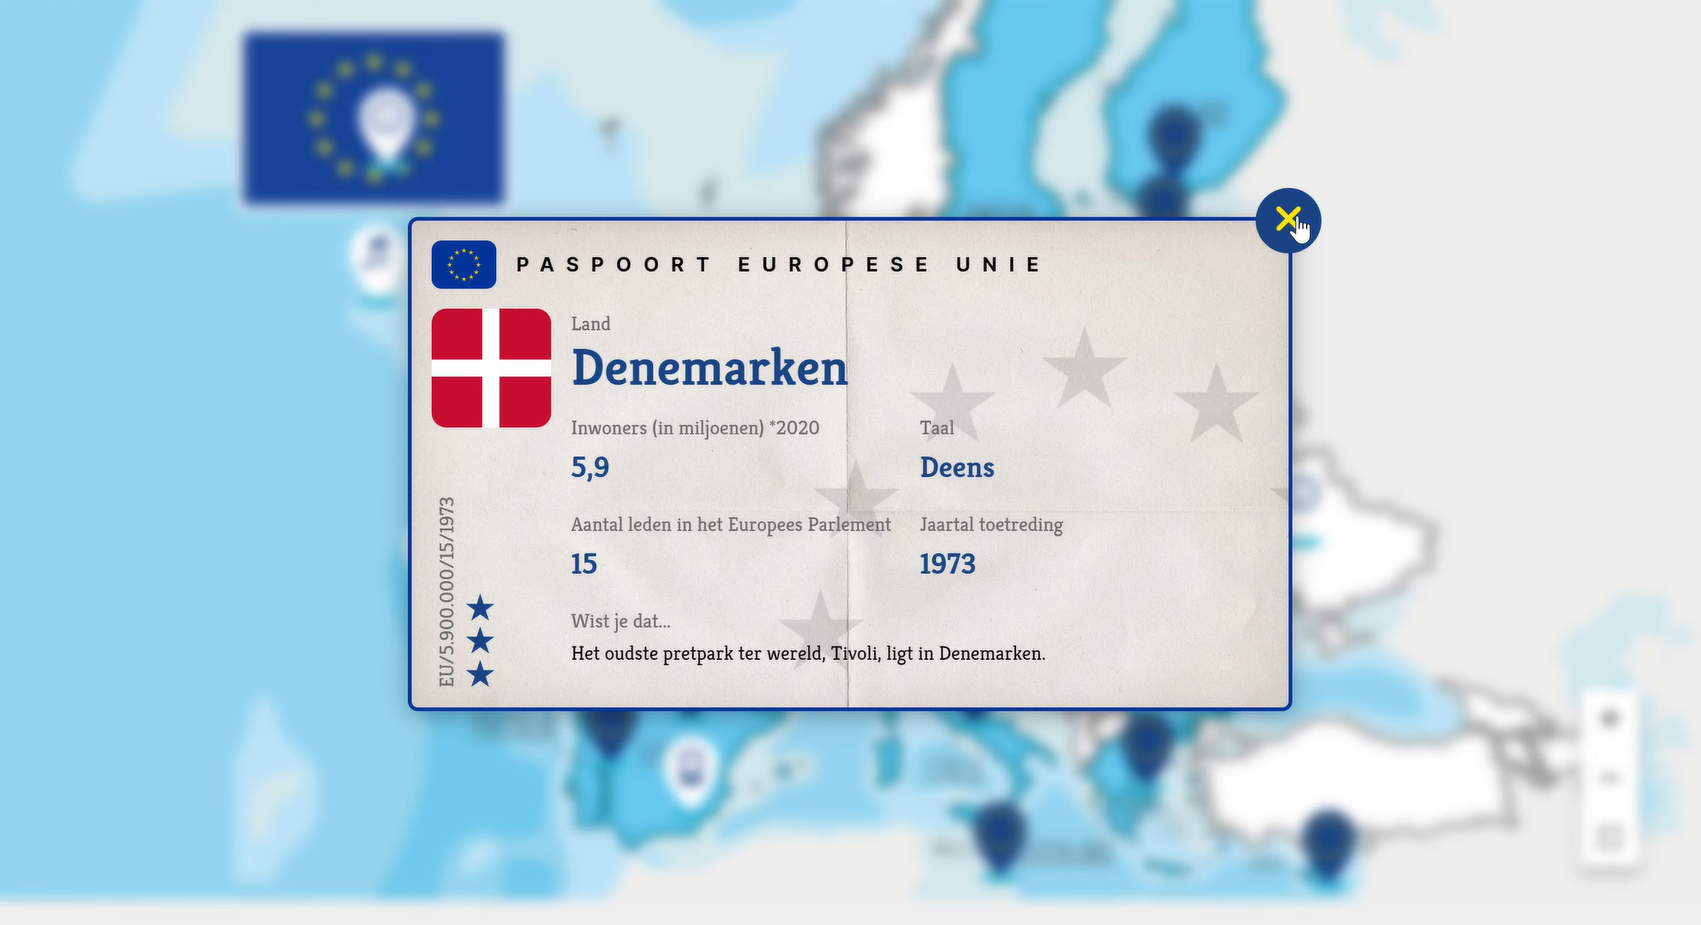 PASPOORT EUROPESE UNIE
Land
Denemarken
Inwoners (in miljoenen) *2020
5,9
Taal
Deens
Aantal leden in het Europees Parlement
15
Jaartal toetreding
1973
Wist je dat...
Het oudste pretpark ter wereld, Tivoli, ligt in Denemarken.
EU/5.900.000/15/1973